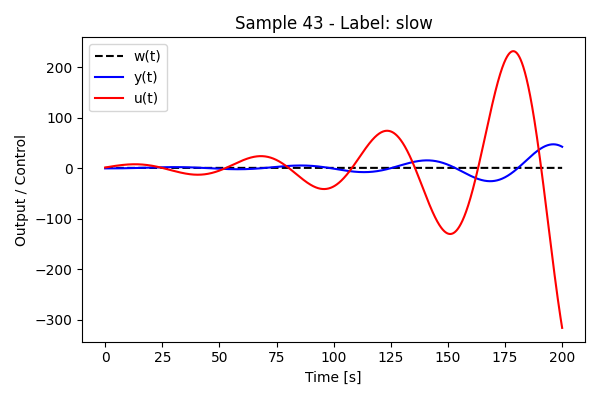 Sample 43 - Label: slow
w(t)
y(t)
u(t)
Output / Control
200
100
0
−100
−200
−300
0 25 50 75 100 125 150 175 200
Time [s]